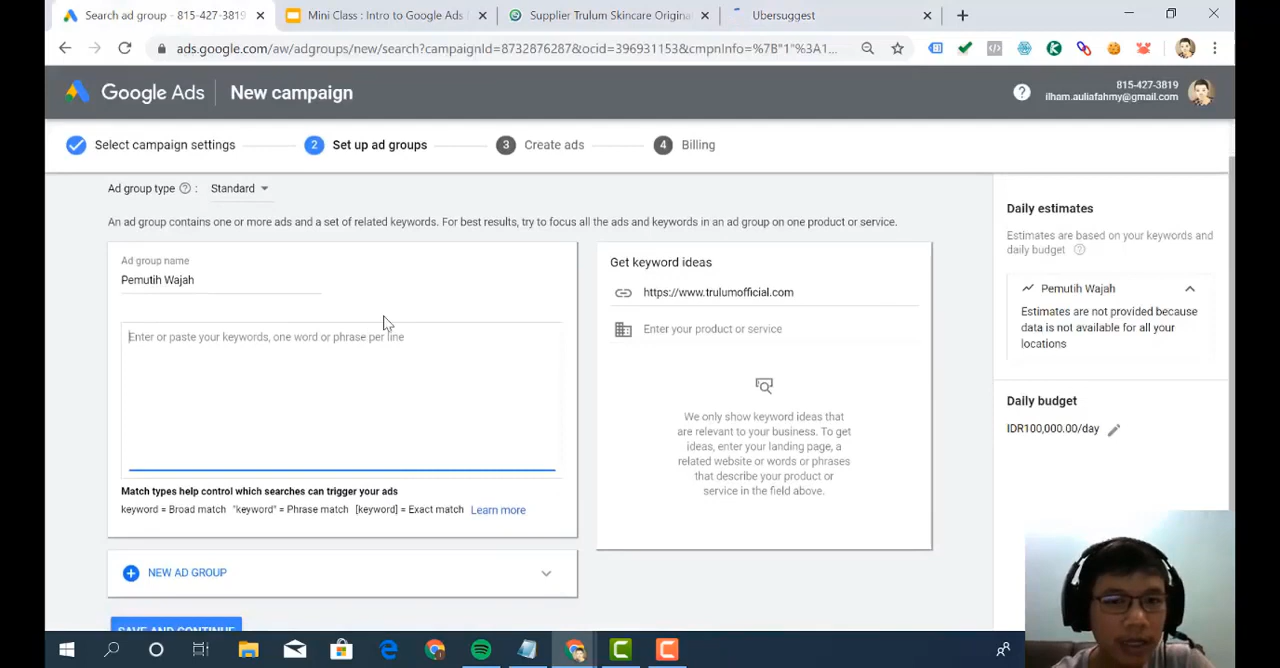 Search ad group - 815-427-3819
Mini Class : Intro to Google Ads
Supplier Trulum Skincare Origina
Ubersuggest
ads.google.com/aw/adgroups/new/search?campaignId=8732876287&ocid=396931153&cmpnInfo=%7B"1"%3A1...
Google Ads
New campaign
815-427-3819
ilham.auliafahmy@gmail.com
Select campaign settings
2 Set up ad groups
3 Create ads
4 Billing
Ad group type : Standard
An ad group contains one or more ads and a set of related keywords. For best results, try to focus all the ads and keywords in an ad group on one product or service.
Ad group name
Pemutih Wajah
Enter or paste your keywords, one word or phrase per line
Match types help control which searches can trigger your ads
keyword = Broad match "keyword" = Phrase match [keyword] = Exact match Learn more
NEW AD GROUP
SAVE AND CONTINUE
Get keyword ideas
https://www.trulumofficial.com
Enter your product or service
We only show keyword ideas that
are relevant to your business. To get
ideas, enter your landing page, a
related website or words or phrases
that describe your product or
service in the field above.
Daily estimates
Estimates are based on your keywords and
daily budget
Pemutih Wajah
Estimates are not provided because
data is not available for all your
locations
Daily budget
IDR100,000.00/day